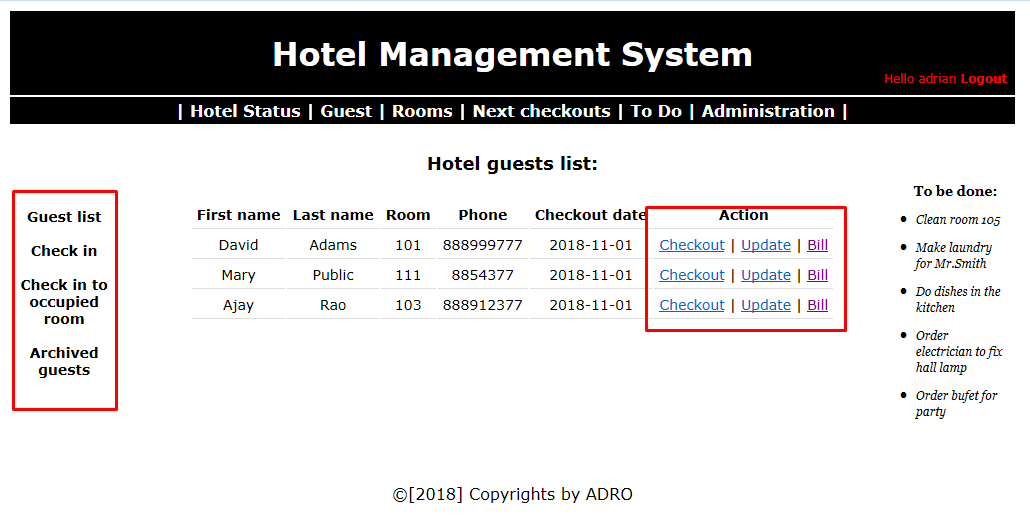 Hotel Management System
Hello adrian Logout
| Hotel Status | Guest | Rooms | Next checkouts | To Do | Administration |
Hotel guests list:
Guest list
Check in
Check in to
occupied
room
Archived
guests
First name Last name Room Phone Checkout date Action
David Adams 101 888999777 2018-11-01 Checkout | Update | Bill
Mary Public 111 8854377 2018-11-01 Checkout | Update | Bill
Ajay Rao 103 888912377 2018-11-01 Checkout | Update | Bill
To be done:
• Clean room 105
• Make laundry
for Mr.Smith
• Do dishes in the
kitchen
• Order
electrician to fix
hall lamp
• Order bufet for
party
©[2018] Copyrights by ADRO